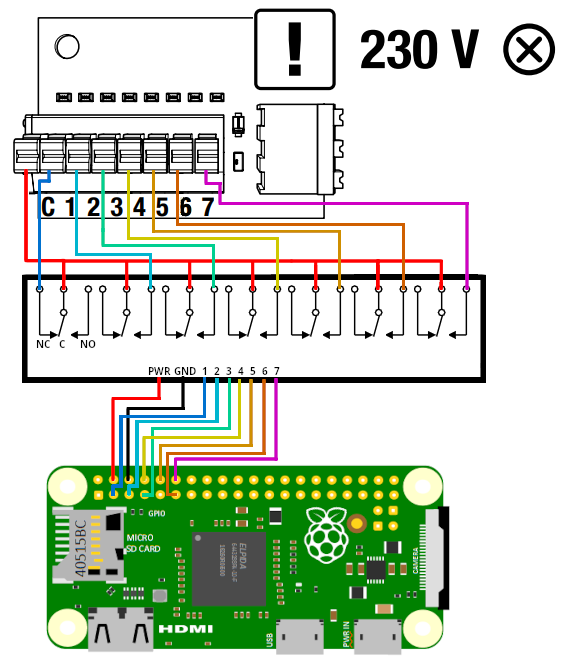 !
230 V
C 1 2 3 4 5 6 7
NC C NO
PWR GND 1 2 3 4 5 6 7
GPIO
40515BC
MICRO
SD CARD
ELPIDA
CAMERA
HDMI
USB
PWR IN